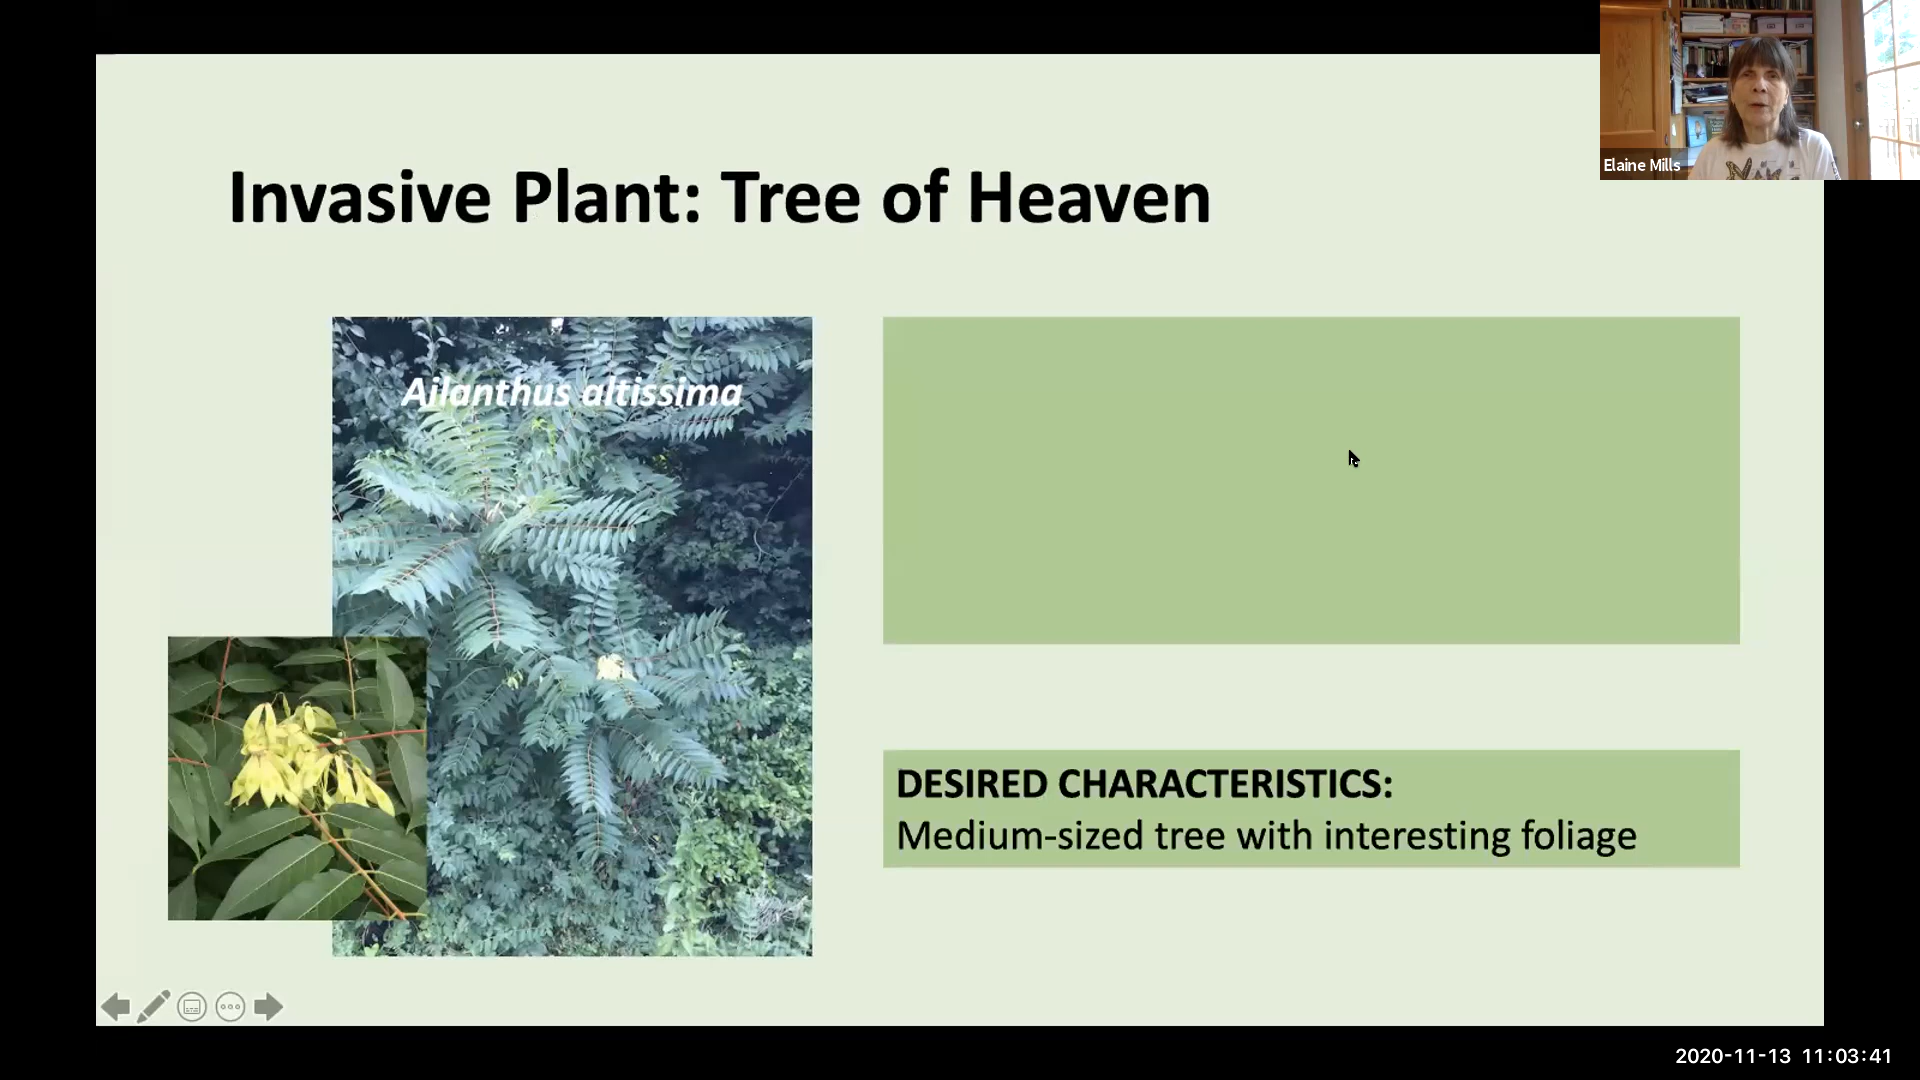 Elaine Mills
Invasive Plant: Tree of Heaven
Ailanthus altissima
DESIRED CHARACTERISTICS:
Medium-sized tree with interesting foliage
2020-11-13 11:03:41